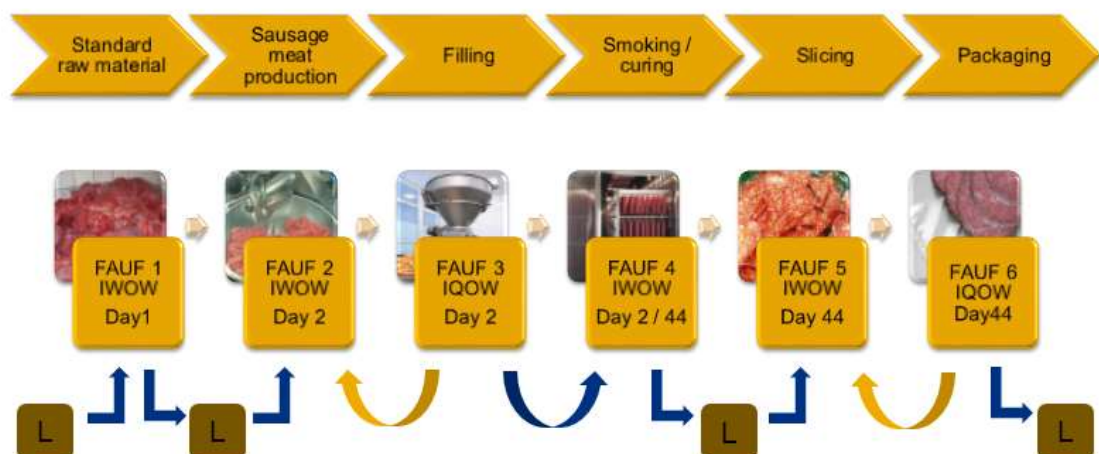 Standard
raw material
Sausage
meat
production
Filling
Smoking /
curing
Slicing
Packaging
FAUF 1
IWOW
Day1
FAUF 2
IWOW
Day 2
FAUF 3
IQOW
Day 2
FAUF 4
IWOW
Day 2 / 44
FAUF 5
IWOW
Day 44
FAUF 6
IQOW
Day44
L
L
L
L